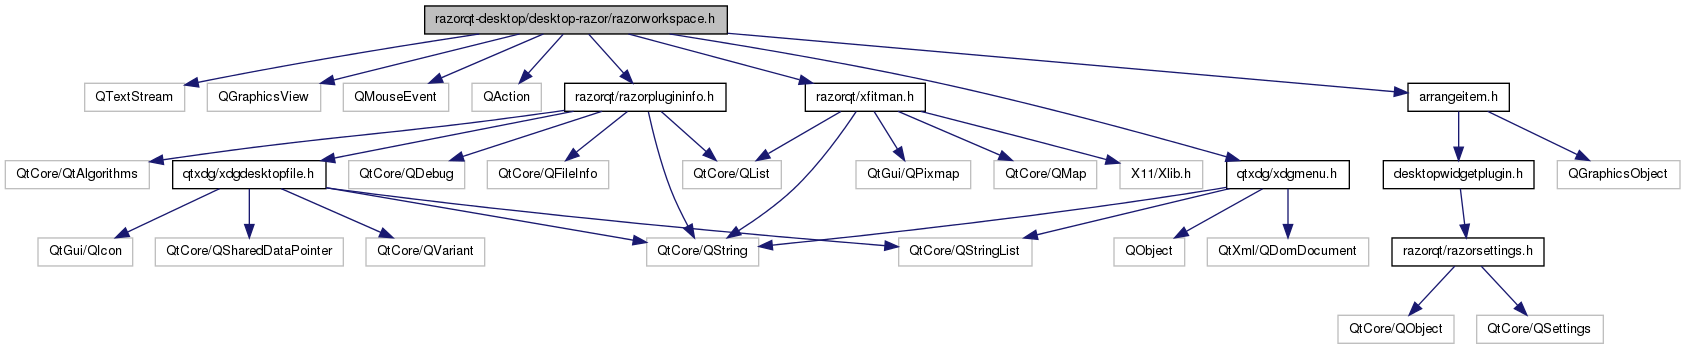 razorqt-desktop/desktop-razor/razorworkspace.h
QTextStream
QGraphicsView
QMouseEvent
QAction
razorqt/razorplugininfo.h
razorqt/xfitman.h
arrangeitem.h
QtCore/QtAlgorithms
qtxdg/xdgdesktopfile.h
QtCore/QDebug
QtCore/QFileInfo
QtCore/QList
QtGui/QPixmap
QtCore/QMap
X11/Xlib.h
qtxdg/xdgmenu.h
desktopwidgetplugin.h
QGraphicsObject
QtGui/QIcon
QtCore/QSharedDataPointer
QtCore/QVariant
QtCore/QString
QtCore/QStringList
QObject
QtXml/QDomDocument
razorqt/razorsettings.h
QtCore/QObject
QtCore/QSettings